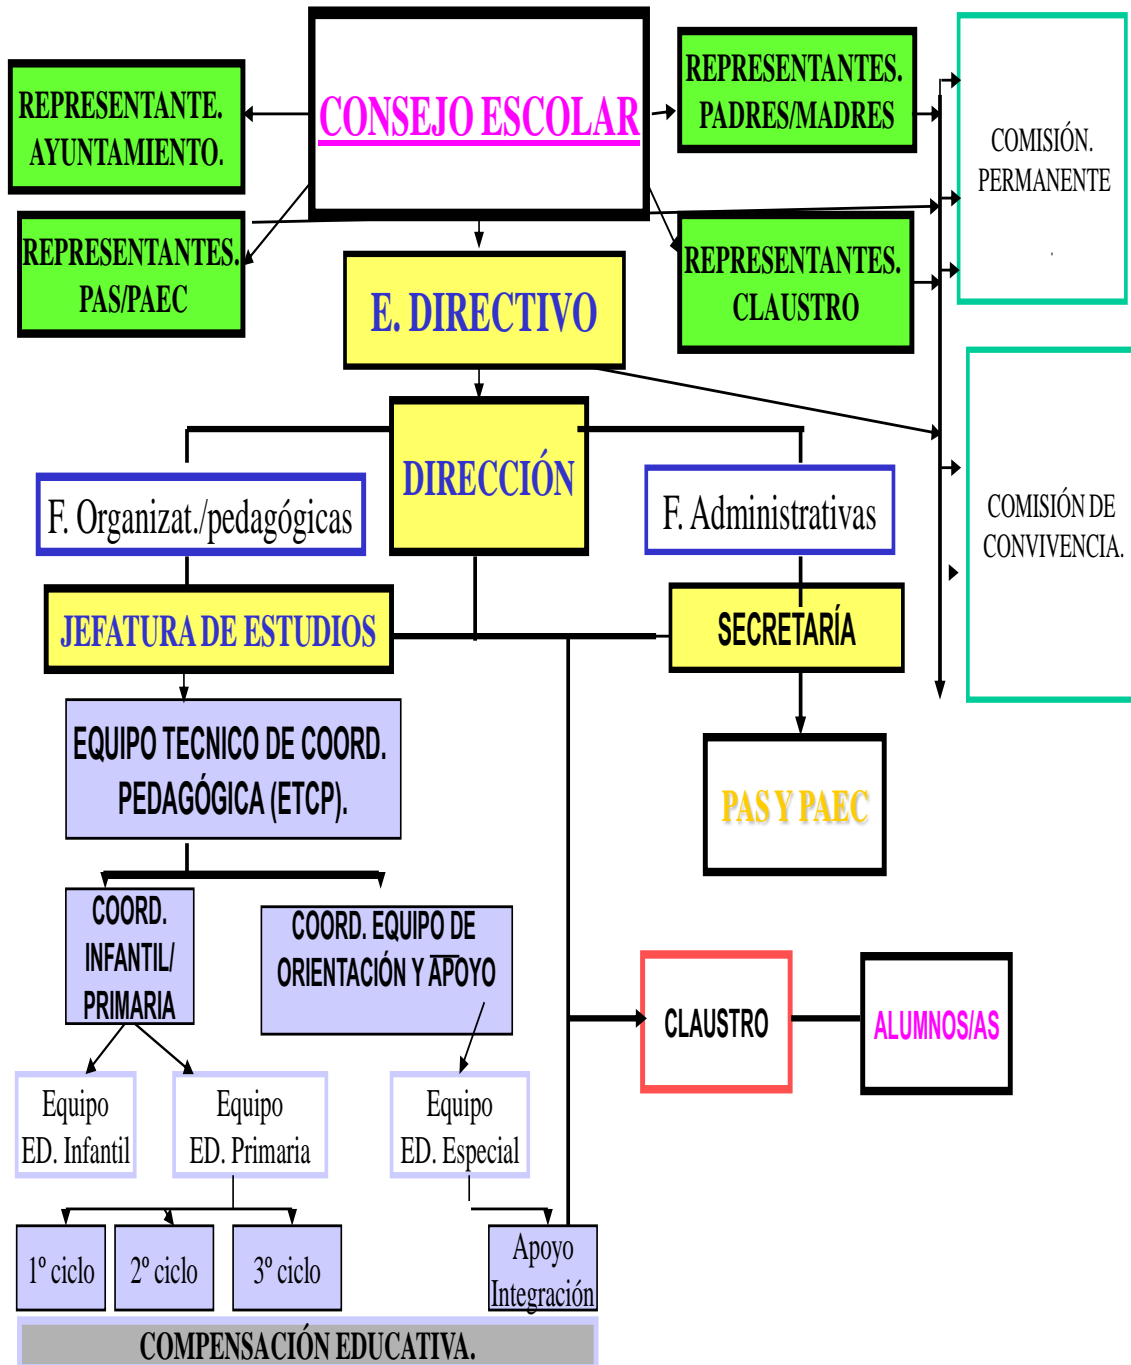 CONSEJO ESCOLAR
REPRESENTANTE.
AYUNTAMIENTO.
REPRESENTANTES.
PADRES/MADRES
COMISIÓN.
PERMANENTE
.
REPRESENTANTES.
PAS/PAEC
REPRESENTANTES.
CLAUSTRO
E. DIRECTIVO
DIRECCIÓN
F. Organizat./pedagógicas
F. Administrativas
COMISIÓN DE
CONVIVENCIA.
JEFATURA DE ESTUDIOS
SECRETARÍA
EQUIPO TECNICO DE COORD.
PEDAGÓGICA (ETCP).
PAS Y PAEC
COORD.
INFANTIL/
PRIMARIA
COORD. EQUIPO DE
ORIENTACIÓN Y APOYO
CLAUSTRO
ALUMNOS/AS
Equipo
ED. Infantil
Equipo
ED. Primaria
Equipo
ED. Especial
1º ciclo
2º ciclo
3º ciclo
Apoyo
Integración
COMPENSACIÓN EDUCATIVA.